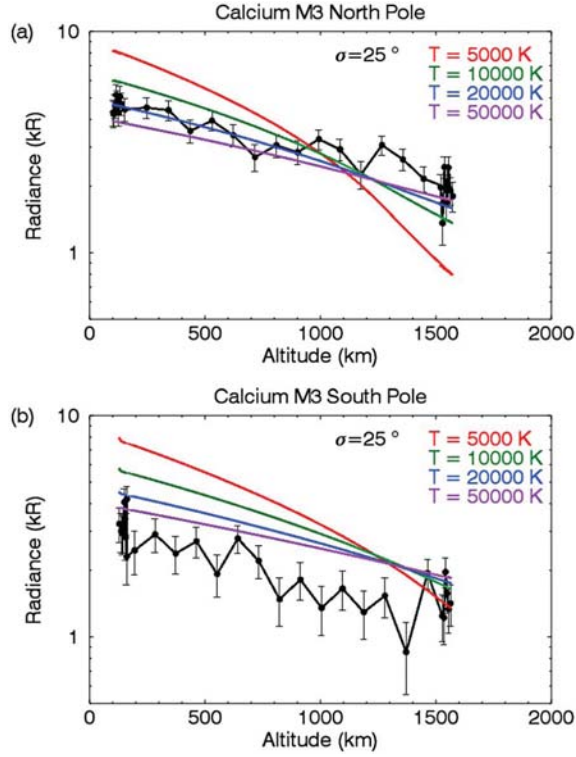 Calcium M3 North Pole
(a)
σ=25 °
T = 5000 K
T = 10000 K
T = 20000 K
T = 50000 K
10
1
Radiance (kR)
0 500 1000 1500 2000
Altitude (km)
Calcium M3 South Pole
(b)
σ=25 °
T = 5000 K
T = 10000 K
T = 20000 K
T = 50000 K
10
1
Radiance (kR)
0 500 1000 1500 2000
Altitude (km)